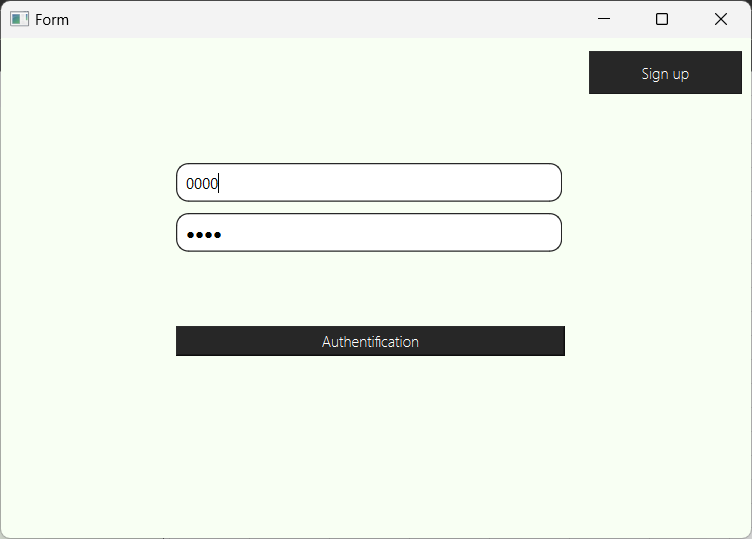 Form
Sign up
0000
••••
Authentification